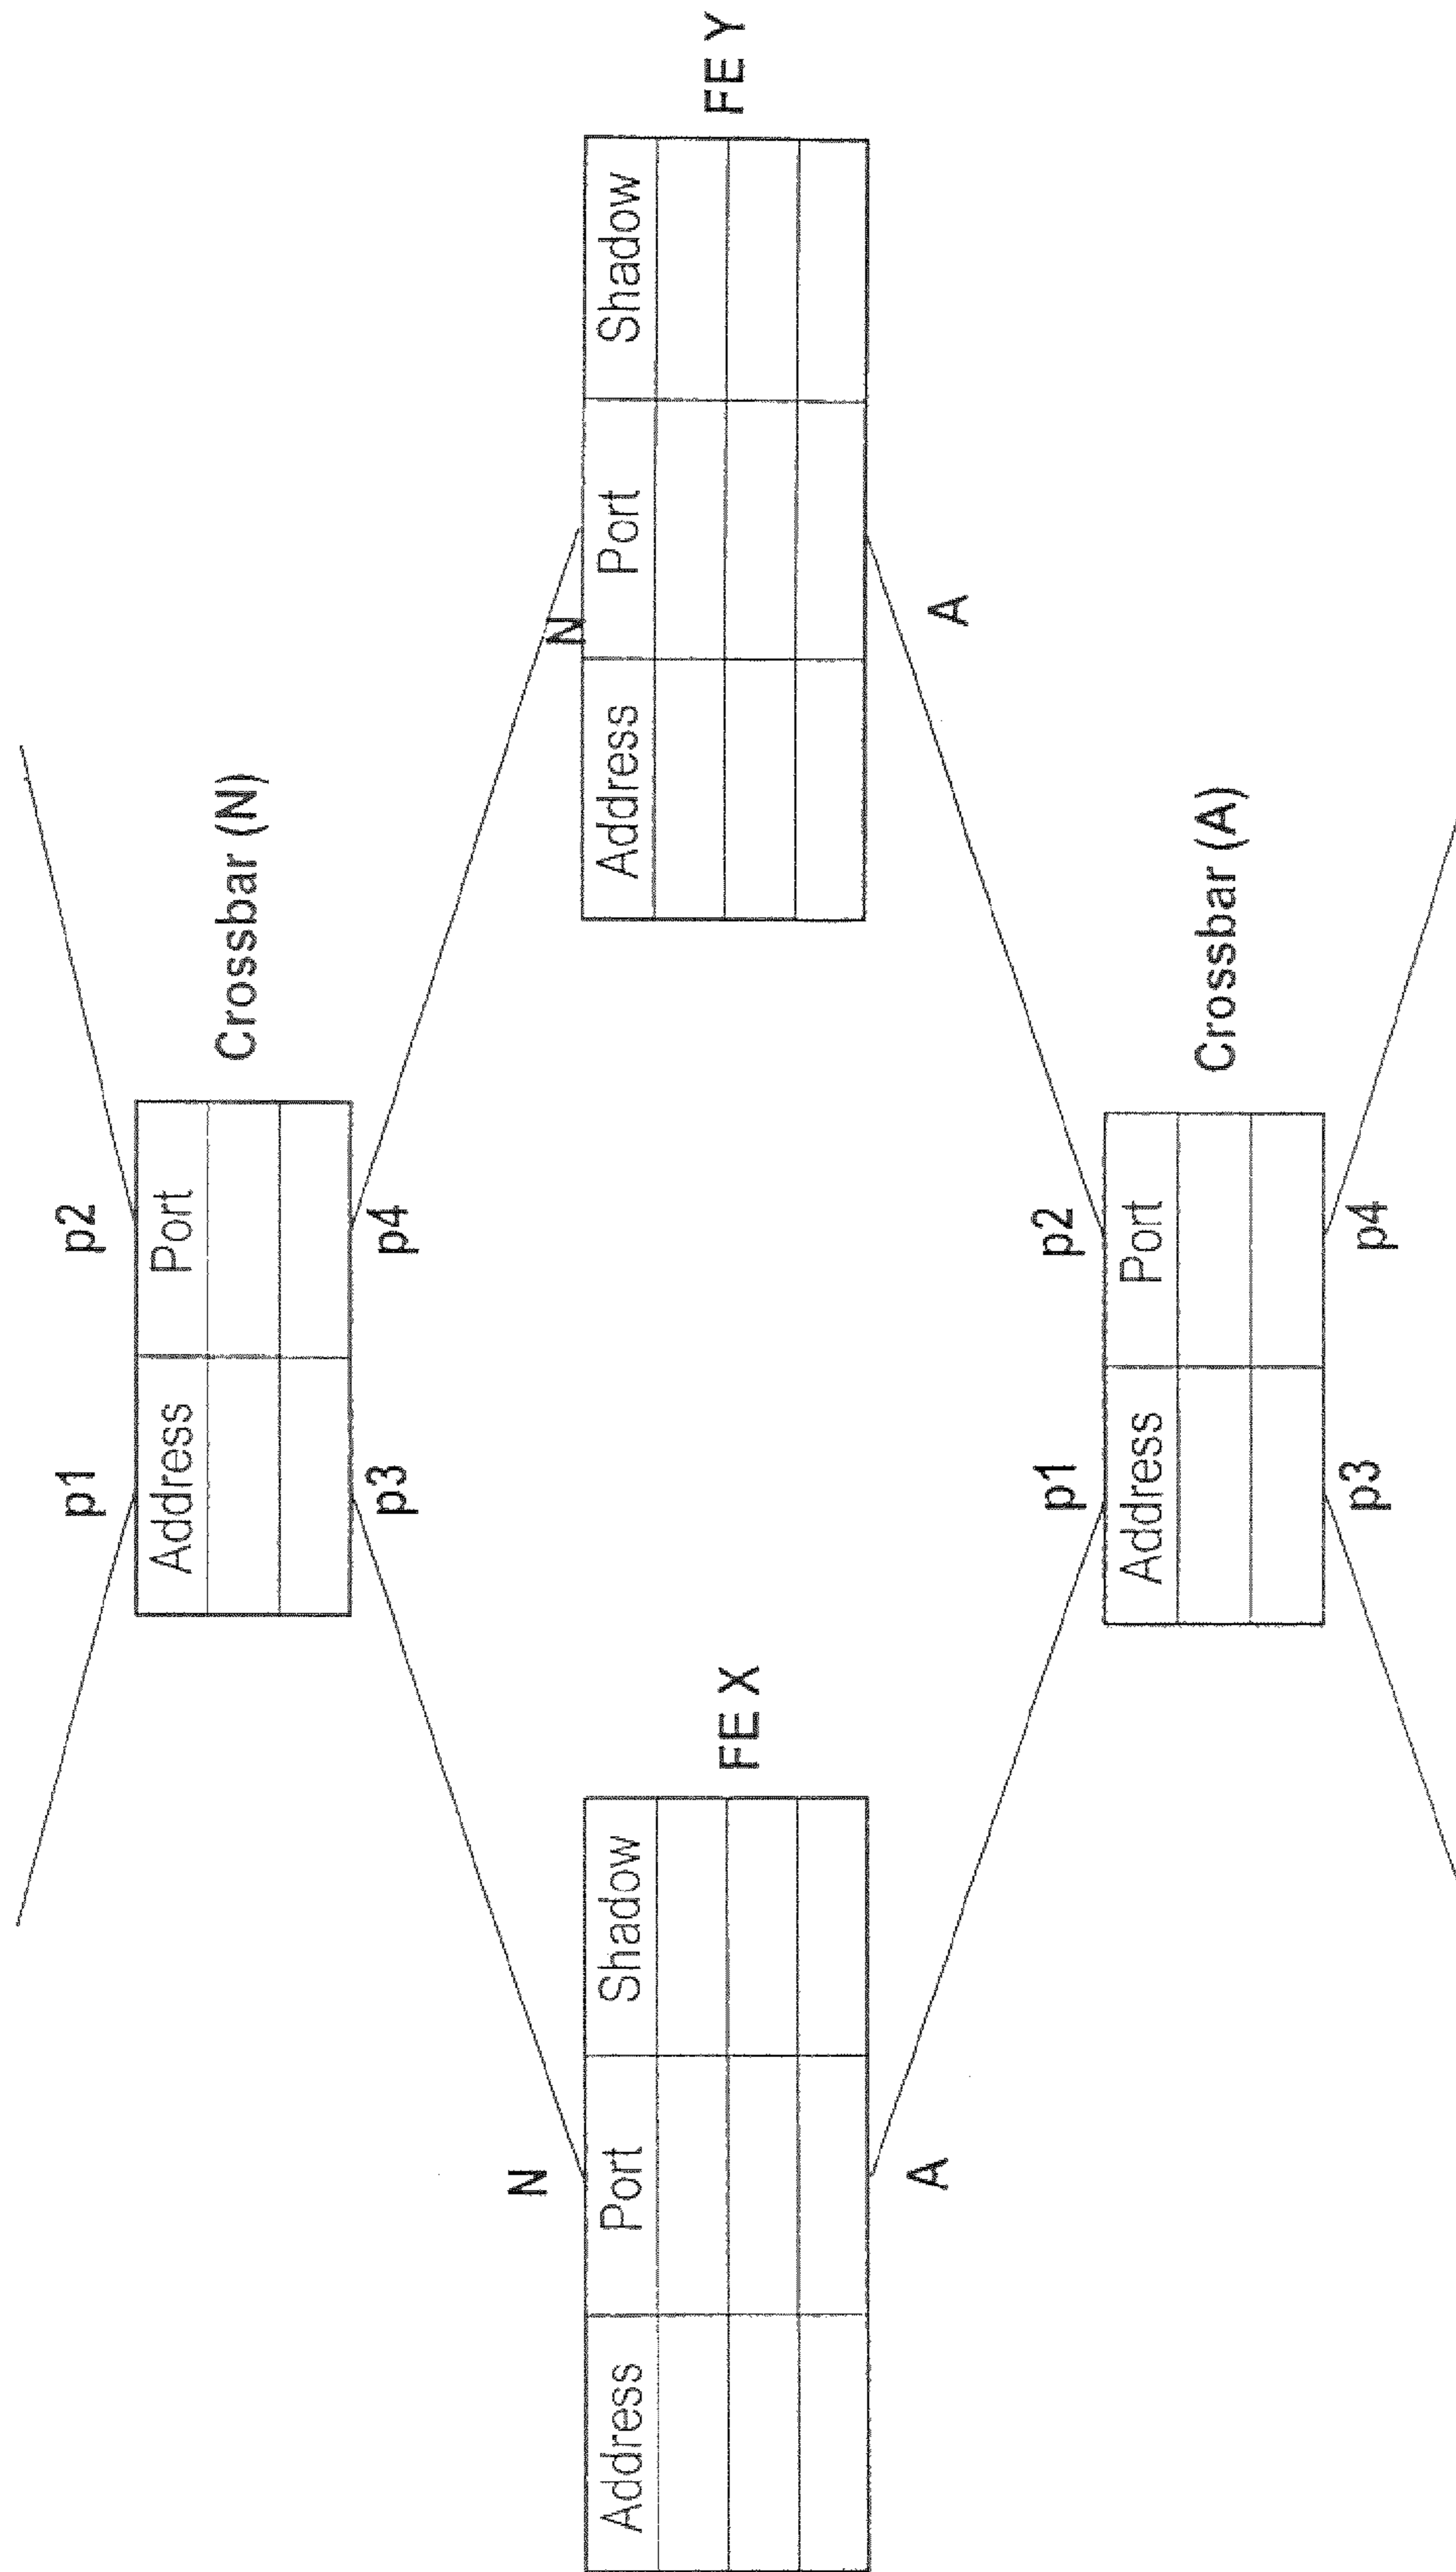 p1 p2
Address Port
Crossbar (N)
p3 p4
N N
Address Port Shadow Address Port Shadow
FE X FE Y
A A
p1 p2
Address Port
Crossbar (A)
p3 p4